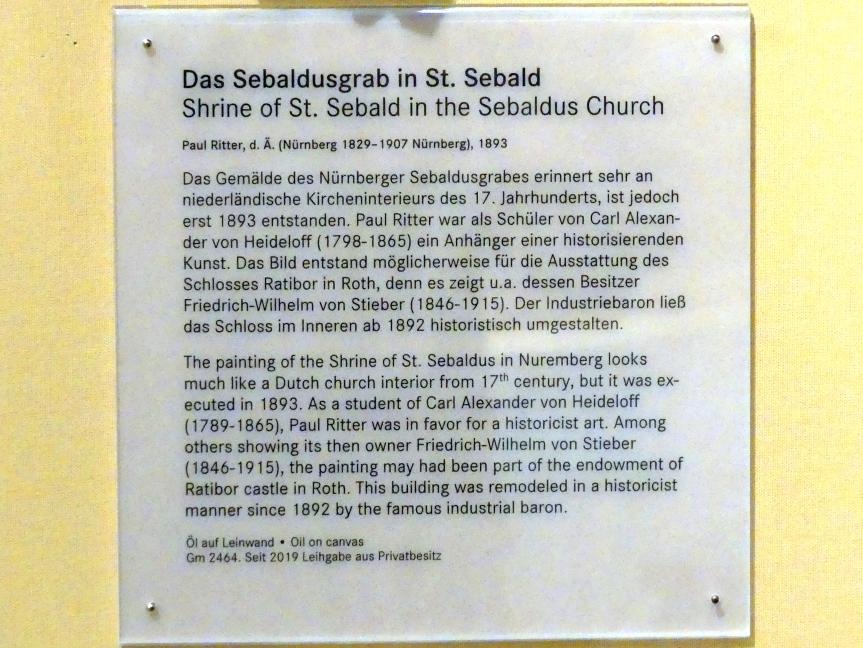 Das Sebaldusgrab in St. Sebald
Shrine of St. Sebald in the Sebaldus Church
Paul Ritter, d. Ä. (Nürnberg 1829–1907 Nürnberg), 1893
Das Gemälde des Nürnberger Sebaldusgrabes erinnert sehr an
niederländische Kircheninterieurs des 17. Jahrhunderts, ist jedoch
erst 1893 entstanden. Paul Ritter war als Schüler von Carl Alexan-
der von Heideloff (1798-1865) ein Anhänger einer historisierenden
Kunst. Das Bild entstand möglicherweise für die Ausstattung des
Schlosses Ratibor in Roth, denn es zeigt u.a. dessen Besitzer
Friedrich-Wilhelm von Stieber (1846-1915). Der Industriebaron ließ
das Schloss im Inneren ab 1892 historistisch umgestalten.
The painting of the Shrine of St. Sebaldus in Nuremberg looks
much like a Dutch church interior from 17th century, but it was ex-
ecuted in 1893. As a student of Carl Alexander von Heideloff
(1789-1865), Paul Ritter was in favor for a historicist art. Among
others showing its then owner Friedrich-Wilhelm von Stieber
(1846-1915), the painting may had been part of the endowment of
Ratibor castle in Roth. This building was remodeled in a historicist
manner since 1892 by the famous industrial baron.
Öl auf Leinwand • Oil on canvas
Gm 2464. Seit 2019 Leihgabe aus Privatbesitz